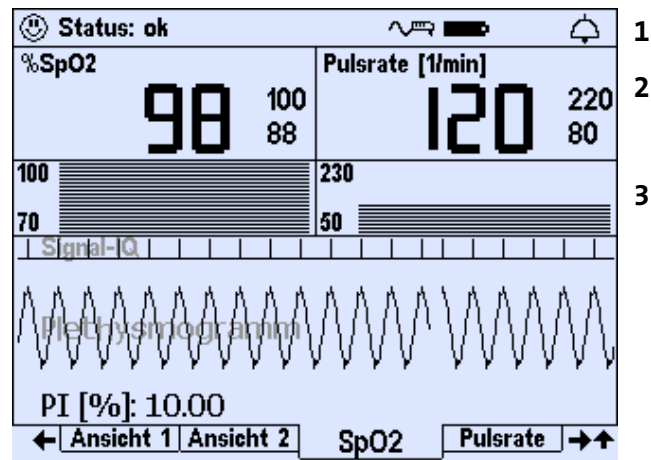 Status: ok
1
%SpO2
Pulsrate [1/min]
2
98
100
88
120
220
80
100
70
230
50
3
Signal-IQ
Plethysmogramm
PI [%]: 10.00
Ansicht 1 Ansicht 2 SpO2 Pulsrate